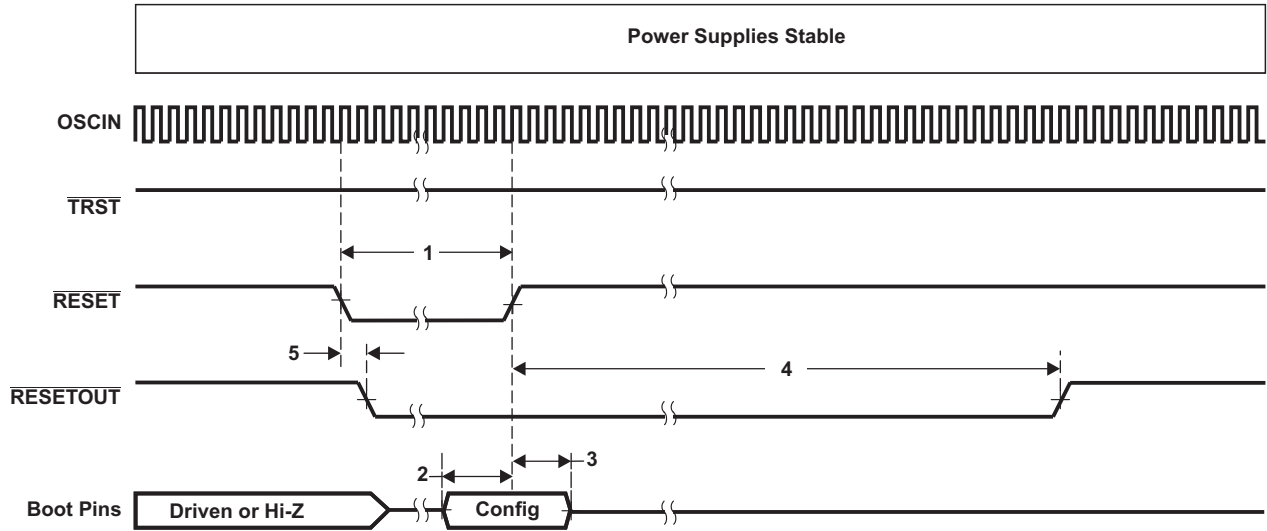 Power Supplies Stable
OSCIN
TRST
1
RESET
5
4
RESETOUT
2
3
Boot Pins
Driven or Hi-Z
Config